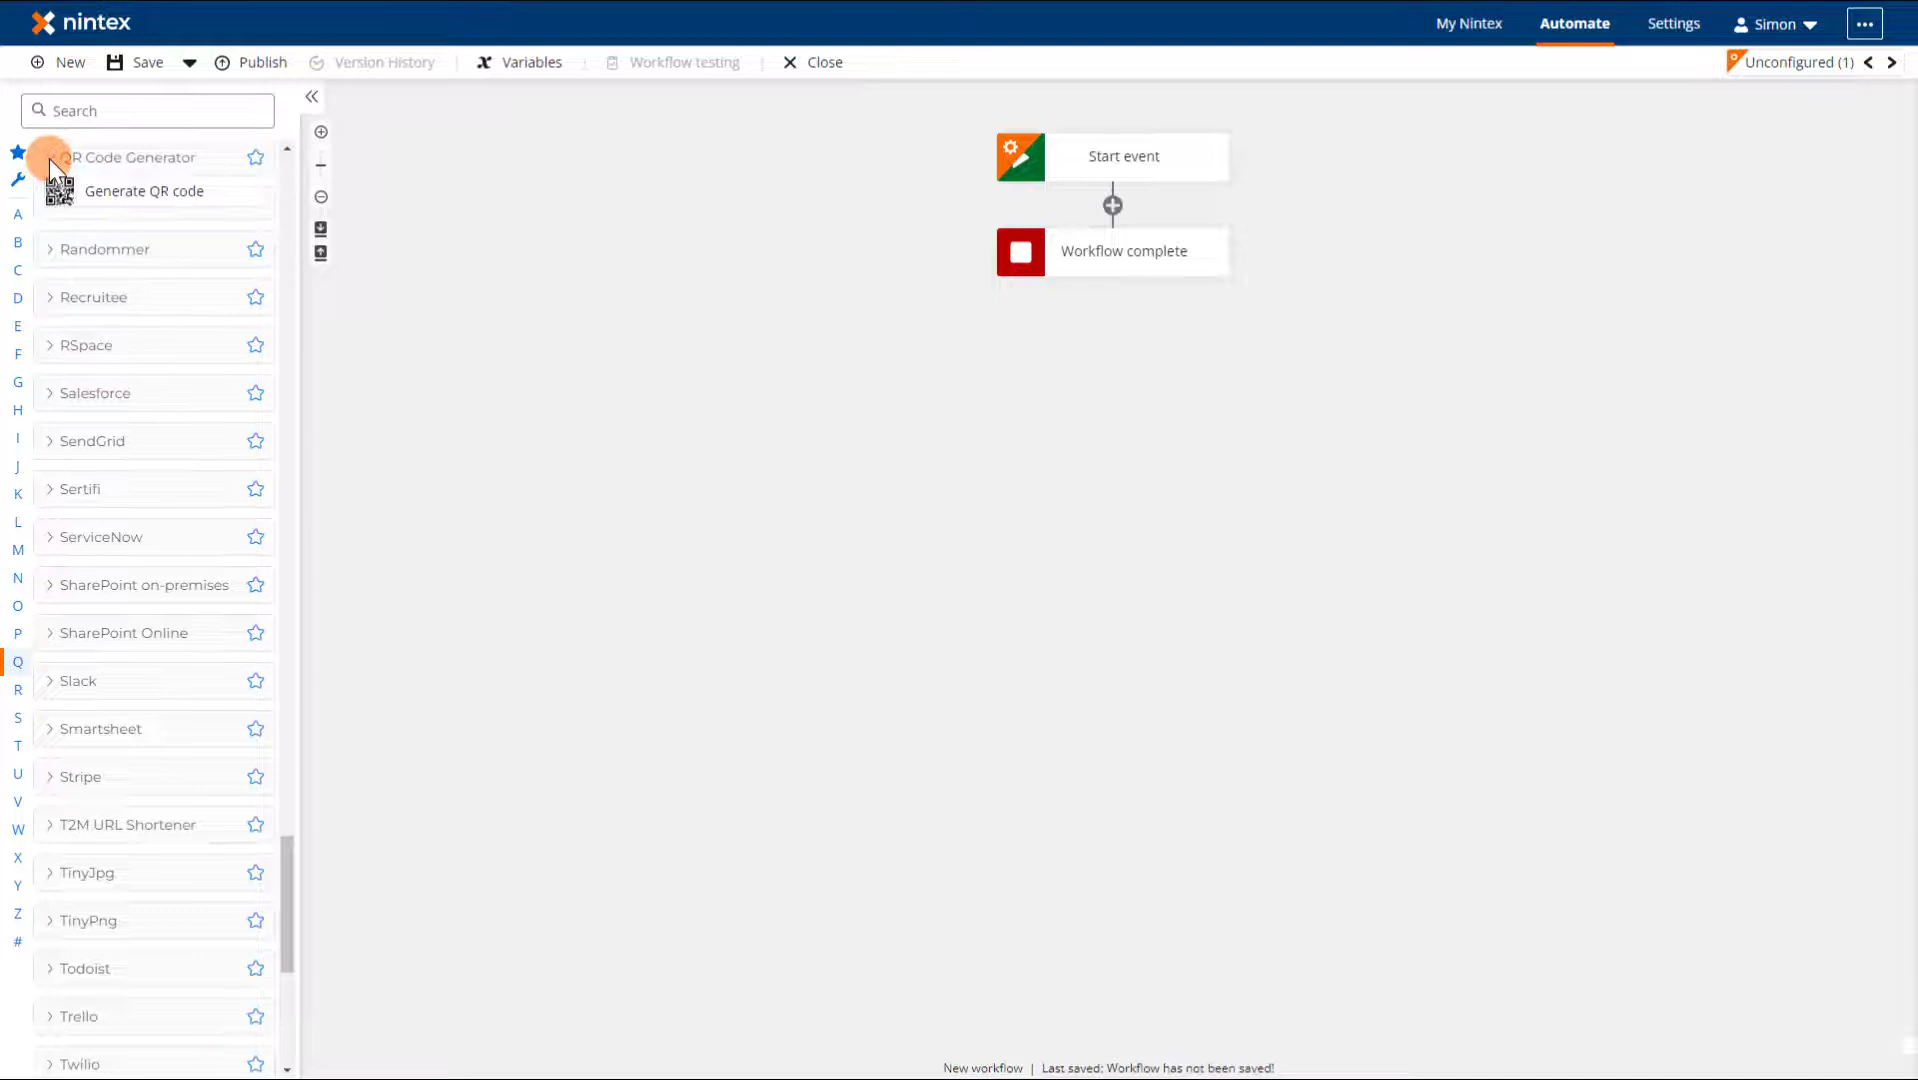 nintex
My Nintex
Automate
Settings
Simon
New
Save
Publish
Version History
Variables
Workflow testing
Close
Unconfigured (1)
Search
QR Code Generator
Generate QR code
Randommer
Recruitee
RSpace
Salesforce
SendGrid
Sertifi
ServiceNow
SharePoint on-premises
SharePoint Online
Slack
Smartsheet
Stripe
T2M URL Shortener
TinyJpg
TinyPng
Todoist
Trello
Twilio
A
B
C
D
E
F
G
H
I
J
K
L
M
N
O
P
Q
R
S
T
U
V
W
X
Y
Z
#
Start event
Workflow complete
New workflow | Last saved: Workflow has not been saved!